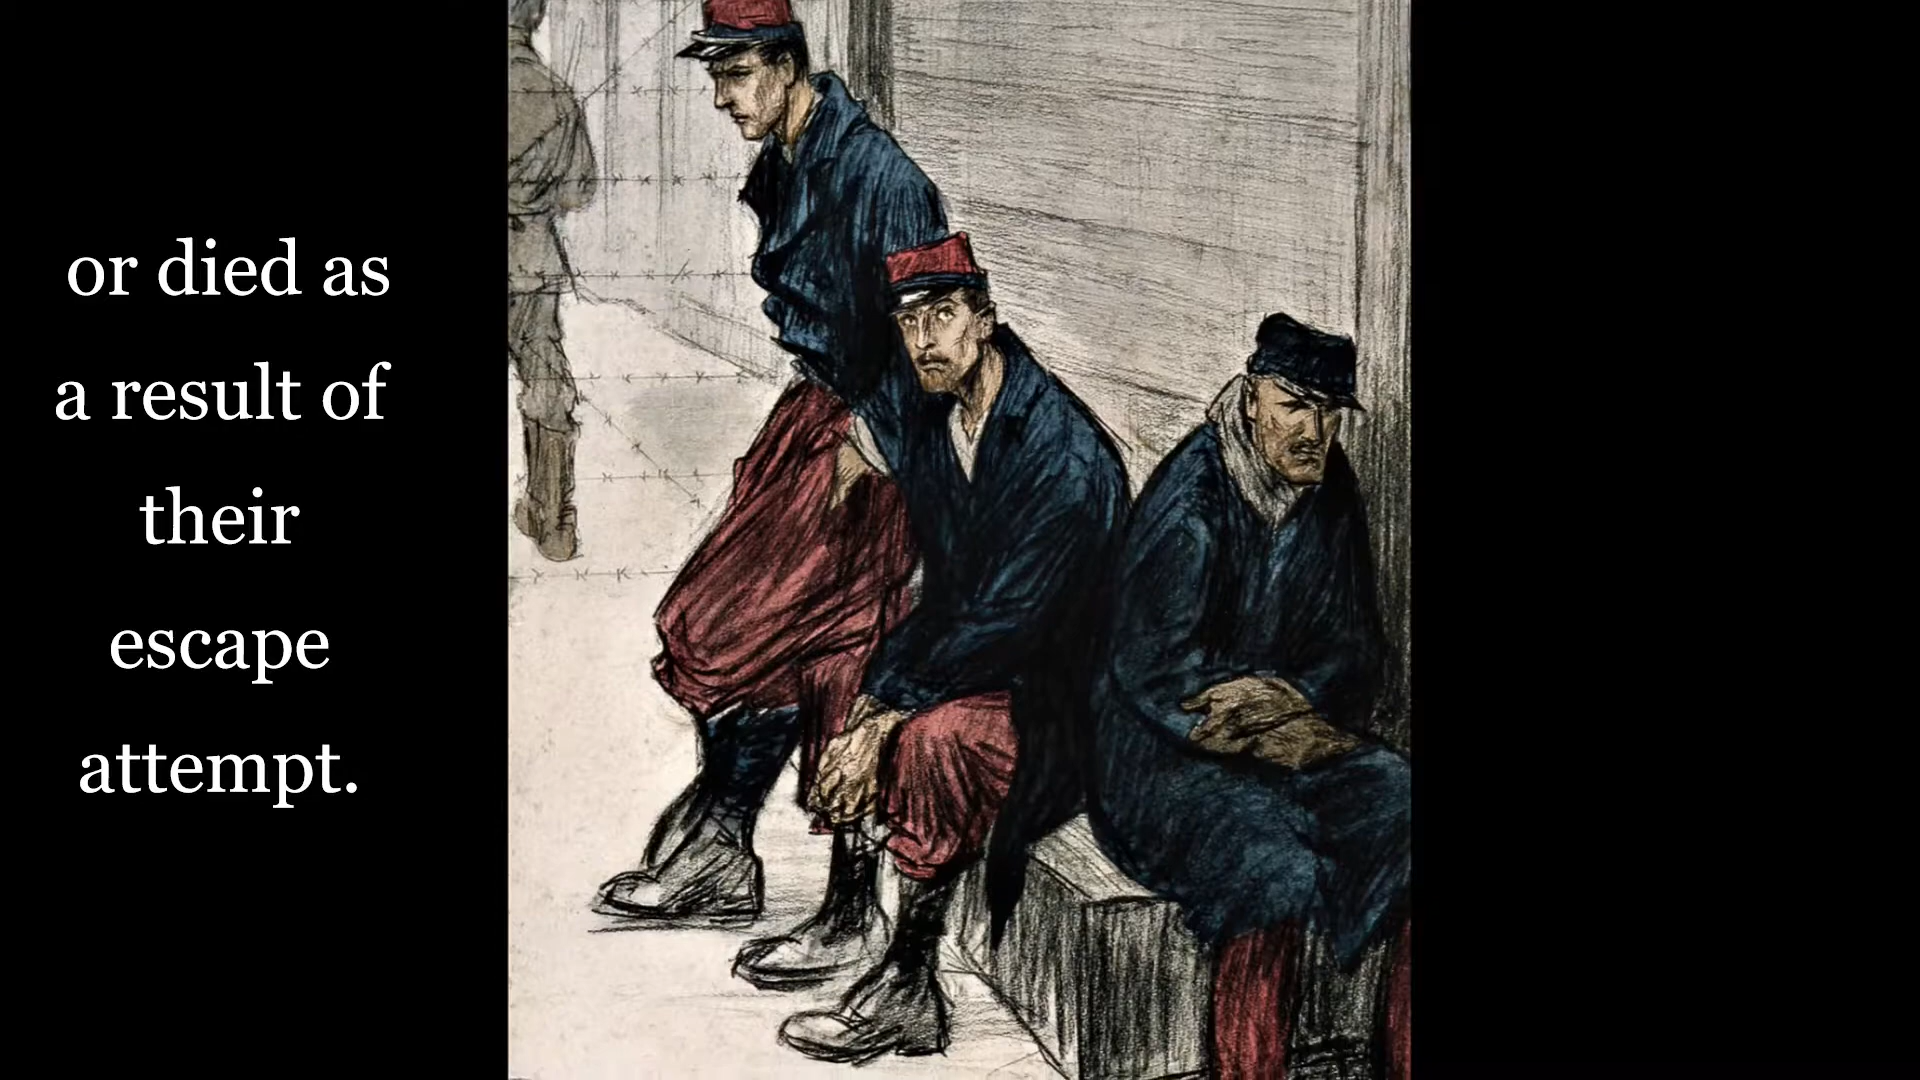 or died as
a result of
their
escape
attempt.